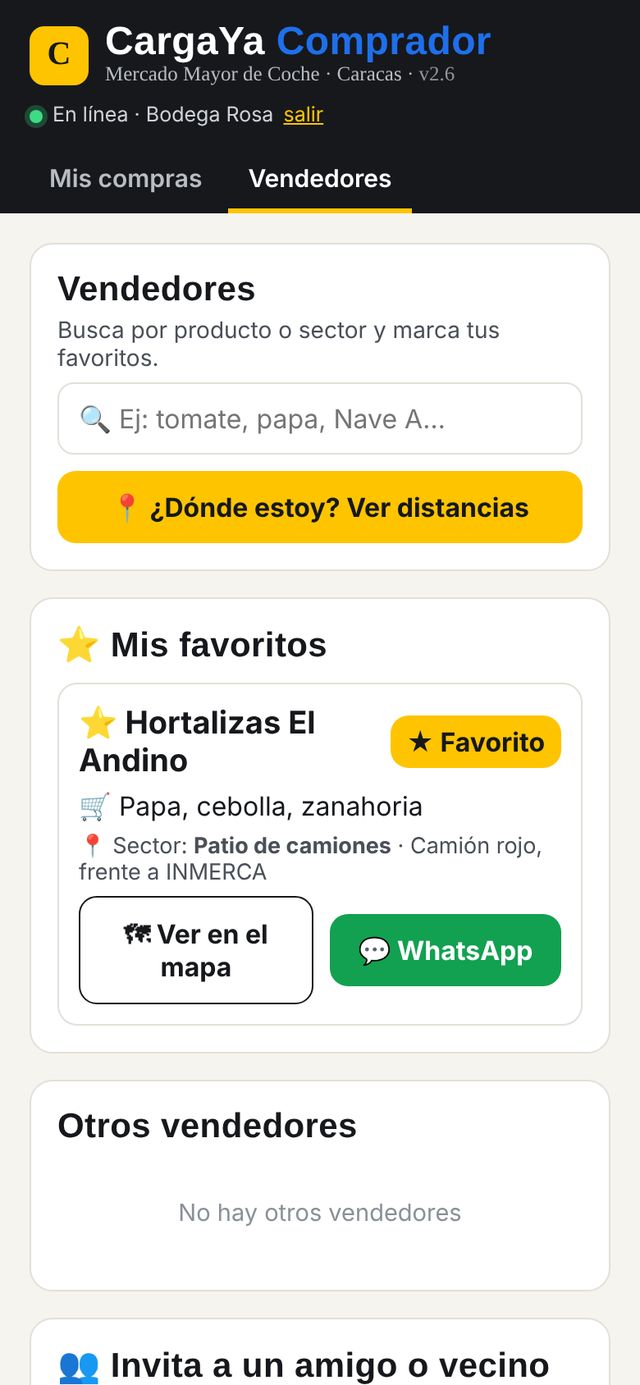 C
CargaYa Comprador
Mercado Mayor de Coche · Caracas · v2.6
En línea · Bodega Rosa salir
Mis compras Vendedores
Vendedores
Busca por producto o sector y marca tus
favoritos.
🔍 Ej: tomate, papa, Nave A...
📍 ¿Dónde estoy? Ver distancias
⭐ Mis favoritos
⭐ Hortalizas El
Andino
★ Favorito
🛒 Papa, cebolla, zanahoria
📍 Sector: Patio de camiones · Camión rojo,
frente a INMERCA
🗺 Ver en el
mapa
💬 WhatsApp
Otros vendedores
No hay otros vendedores
👥 Invita a un amigo o vecino